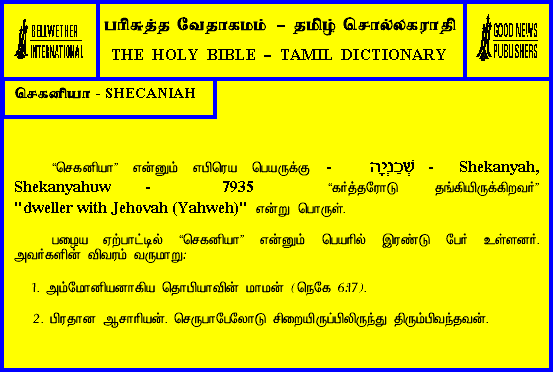 BELLWETHER
INTERNATIONAL
பரிசுத்த வேதாகமம் – தமிழ் சொல்லகராதி
THE HOLY BIBLE – TAMIL DICTIONARY
GOOD NEWS
PUBLISHERS
செகனியா - SHECANIAH
“செகனியா” என்னும் எபிரெய பெயருக்கு - שְׁכַנְיָה - Shekanyah,
Shekanyahuw - 7935 “கர்த்தரோடு தங்கியிருக்கிறவர்”
"dweller with Jehovah (Yahweh)" என்று பொருள்.
பழைய ஏற்பாட்டில் “செகனியா” என்னும் பெயரில் இரண்டு பேர் உள்ளனர்.
அவர்களின் விவரம் வருமாறு:
1. அம்மோனியனாகிய தொபியாவின் மாமன் (நெகே 6:17).
2. பிரதான ஆசாரியன். செருபாபேலோடு சிறையிருப்பிலிருந்து திரும்பிவந்தவன்.